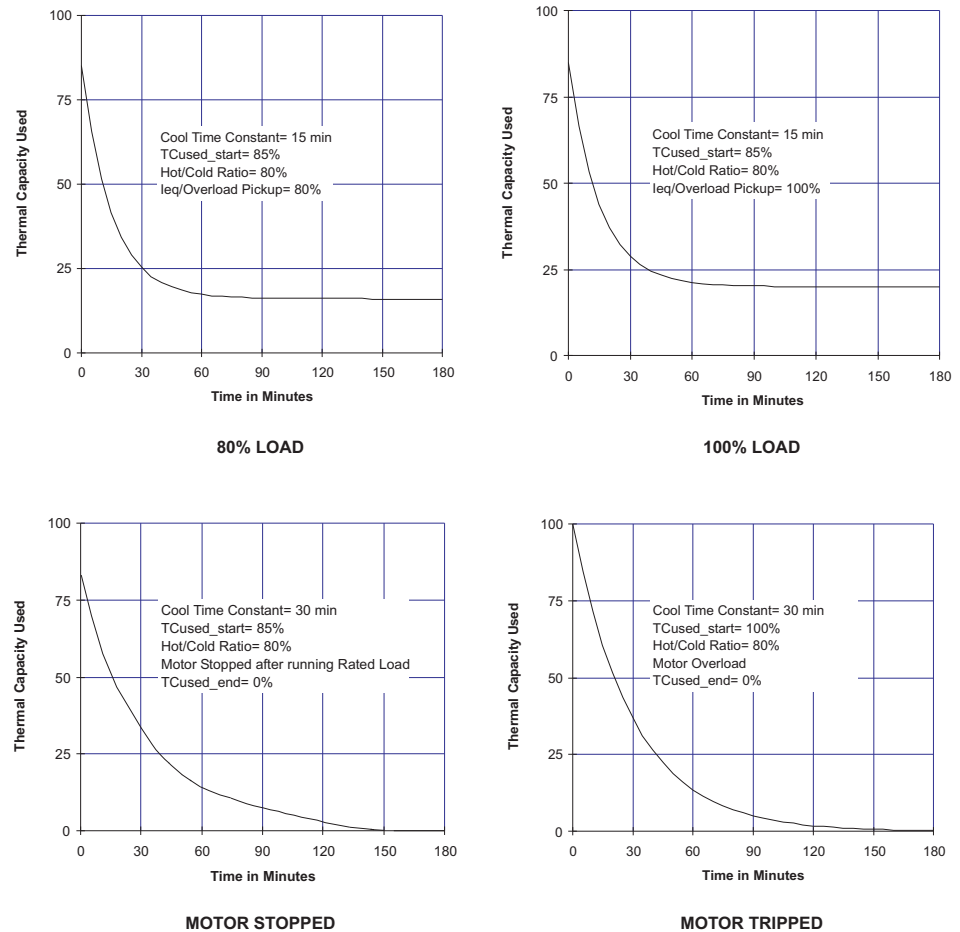 100
75
50
25
0
Thermal Capacity Used
Cool Time Constant= 15 min
TCused_start= 85%
Hot/Cold Ratio= 80%
Ieq/Overload Pickup= 80%
0 30 60 90 120 150 180
Time in Minutes
80% LOAD
100
75
50
25
0
Thermal Capacity Used
Cool Time Constant= 15 min
TCused_start= 85%
Hot/Cold Ratio= 80%
Ieq/Overload Pickup= 100%
0 30 60 90 120 150 180
Time in Minutes
100% LOAD
100
75
50
25
0
Thermal Capacity Used
Cool Time Constant= 30 min
TCused_start= 85%
Hot/Cold Ratio= 80%
Motor Stopped after running Rated Load
TCused_end= 0%
0 30 60 90 120 150 180
Time in Minutes
MOTOR STOPPED
100
75
50
25
0
Thermal Capacity Used
Cool Time Constant= 30 min
TCused_start= 100%
Hot/Cold Ratio= 80%
Motor Overload
TCused_end= 0%
0 30 60 90 120 150 180
Time in Minutes
MOTOR TRIPPED